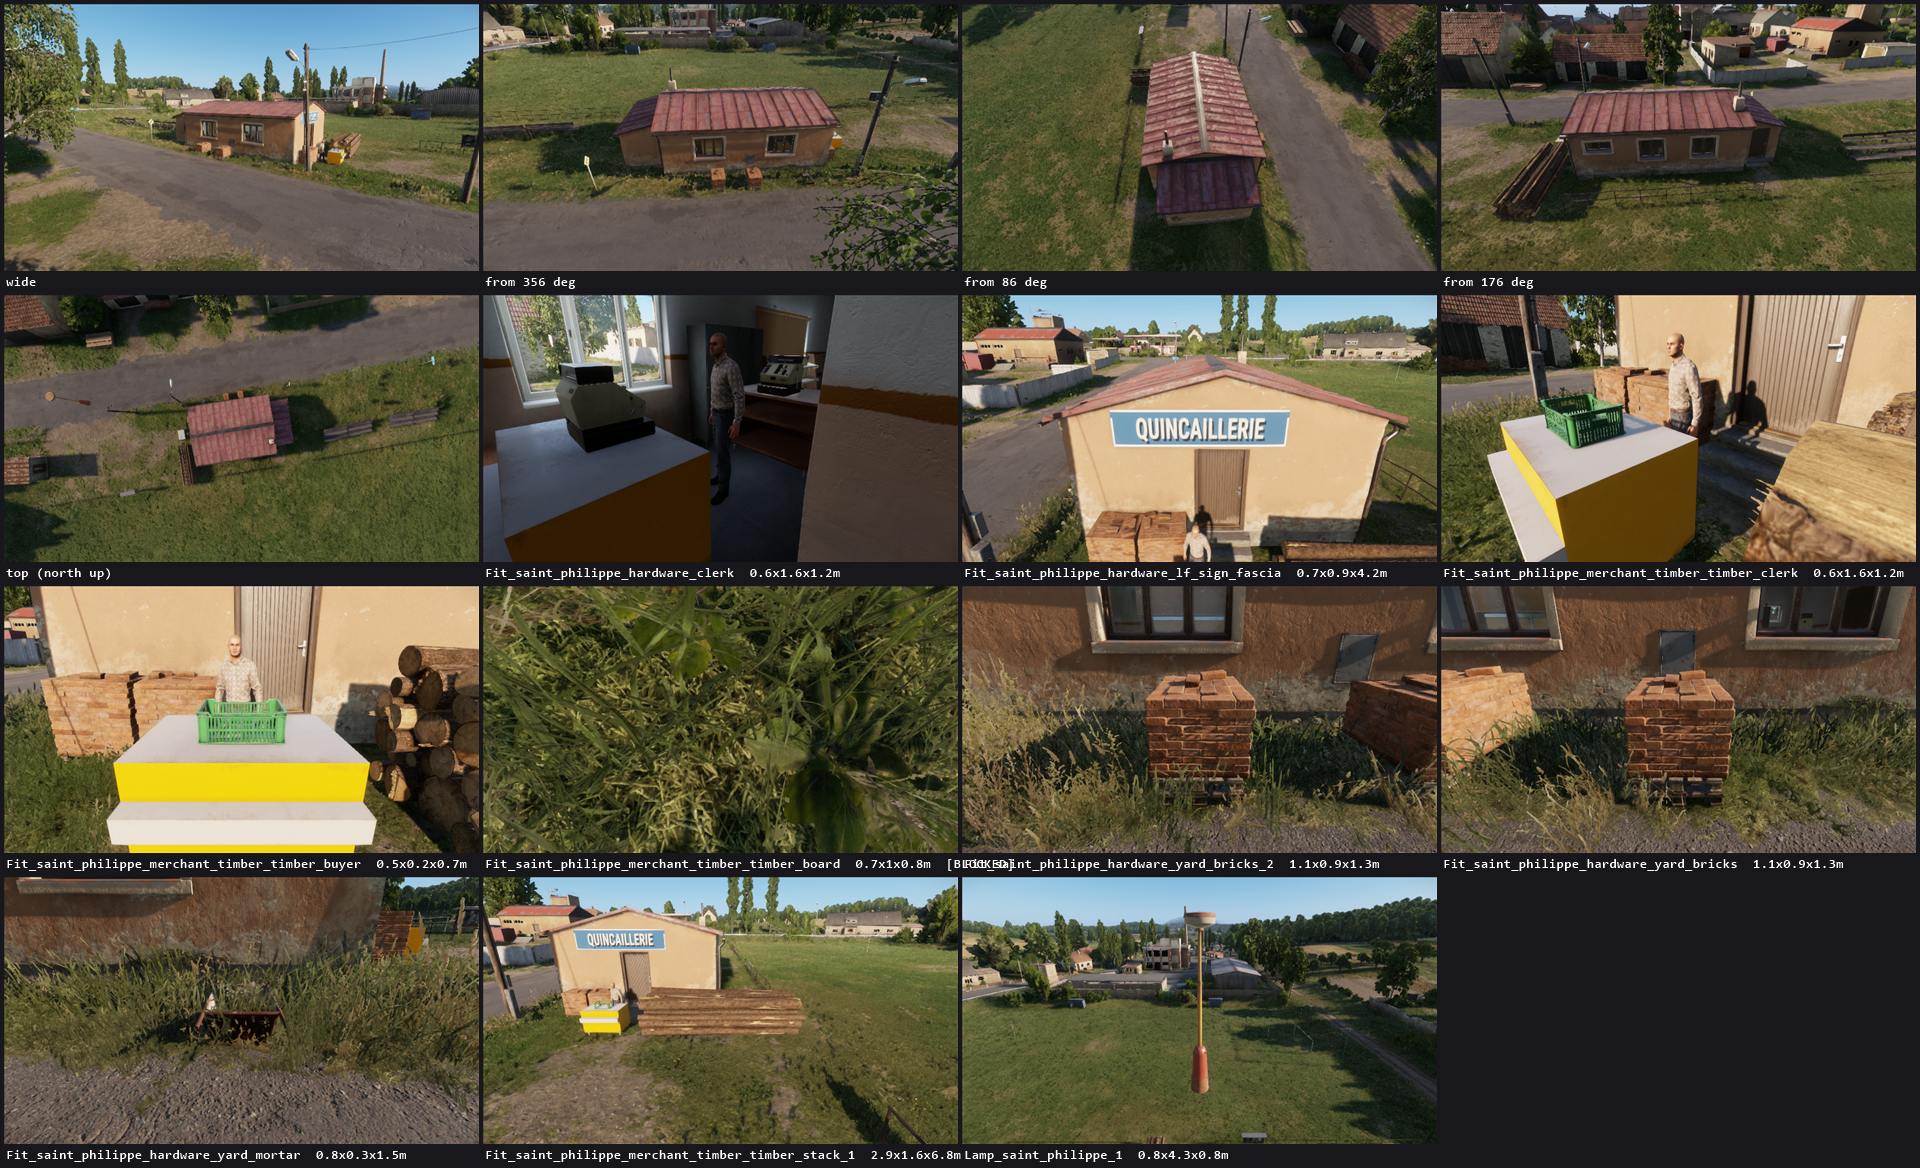 wide
from 356 deg
from 86 deg
from 176 deg
top (north up)
Fit_saint_philippe_hardware_clerk 0.6x1.6x1.2m
QUINCAILLERIE
Fit_saint_philippe_hardware_lf_sign_fascia 0.7x0.9x4.2m
Fit_saint_philippe_merchant_timber_timber_clerk 0.6x1.6x1.2m
Fit_saint_philippe_merchant_timber_timber_buyer 0.5x0.2x0.7m
Fit_saint_philippe_merchant_timber_timber_board 0.7x1x0.8m [BLOCKED]
Fit_saint_philippe_hardware_yard_bricks_2 1.1x0.9x1.3m
Fit_saint_philippe_hardware_yard_bricks 1.1x0.9x1.3m
Fit_saint_philippe_hardware_yard_mortar 0.8x0.3x1.5m
QUINCAILLERIE
Fit_saint_philippe_merchant_timber_timber_stack_1 2.9x1.6x6.8m
Lamp_saint_philippe_1 0.8x4.3x0.8m